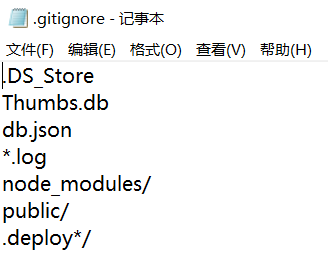 .gitignore - 记事本
文件(F) 编辑(E) 格式(O) 查看(V) 帮助(H)
.DS_Store
Thumbs.db
db.json
*.log
node_modules/
public/
.deploy*/